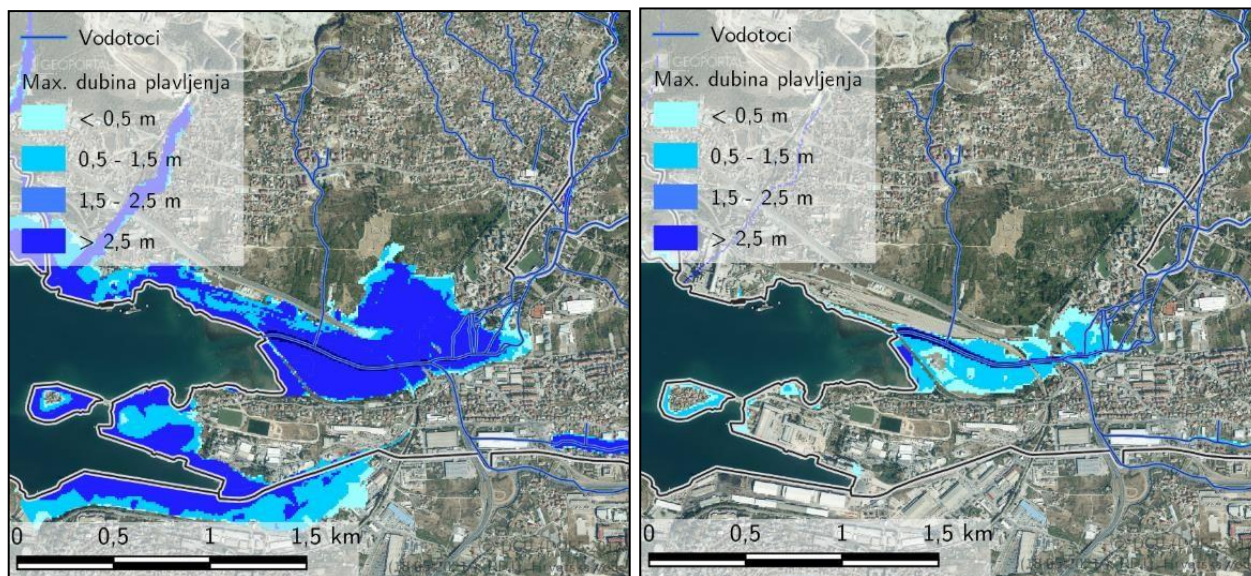 Vodotoci
GEOPORTAL
Max. dubina plavljenja
< 0,5 m
0,5 - 1,5 m
1,5 - 2,5 m
> 2,5 m
0 0,5 1 1,5 km
Vodotoci
GEOPORTAL
Max. dubina plavljenja
< 0,5 m
0,5 - 1,5 m
1,5 - 2,5 m
> 2,5 m
0 0,5 1 1,5 km